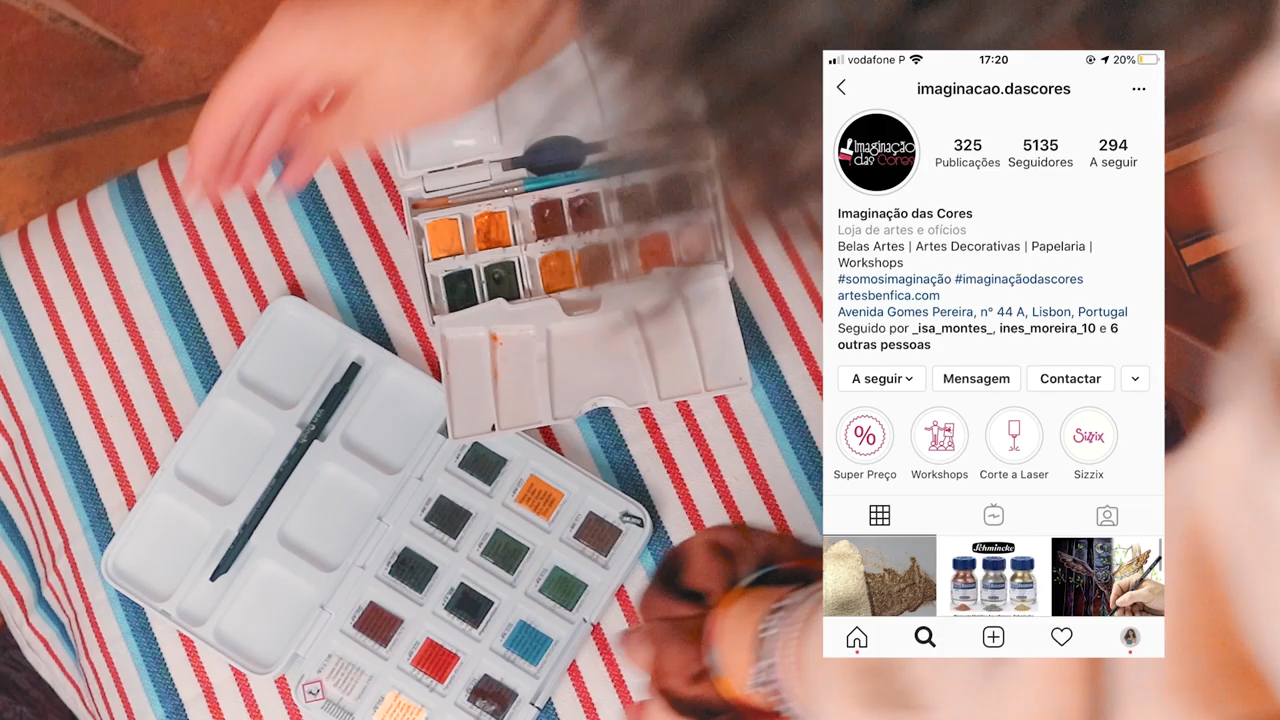 vodafone P
17:20
20%
imaginacao.dascores
Imaginação
das Cores
325
5135
294
Publicações
Seguidores
A seguir
Imaginação das Cores
Loja de artes e ofícios
Belas Artes | Artes Decorativas | Papelaria |
Workshops
#somosimaginação #imaginaçãodascores
artesbenfica.com
Avenida Gomes Pereira, nº 44 A, Lisbon, Portugal
Seguido por _isa_montes_, ines_moreira_10 e 6
outras pessoas
A seguir
Mensagem
Contactar
%
Sizzix
Super Preço
Workshops
Corte a Laser
Sizzix
Schmincke